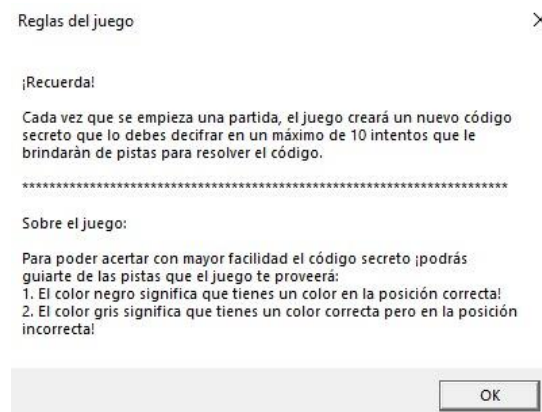 Reglas del juego
¡Recuerda!
Cada vez que se empieza una partida, el juego creará un nuevo código
secreto que lo debes decifrar en un máximo de 10 intentos que le
brindaràn de pistas para resolver el código.
************************************************************************
Sobre el juego:
Para poder acertar con mayor facilidad el código secreto ¡podrás
guiarte de las pistas que el juego te proveerá:
1. El color negro significa que tienes un color en la posición correcta!
2. El color gris significa que tienes un color correcta pero en la posición
incorrecta!
OK